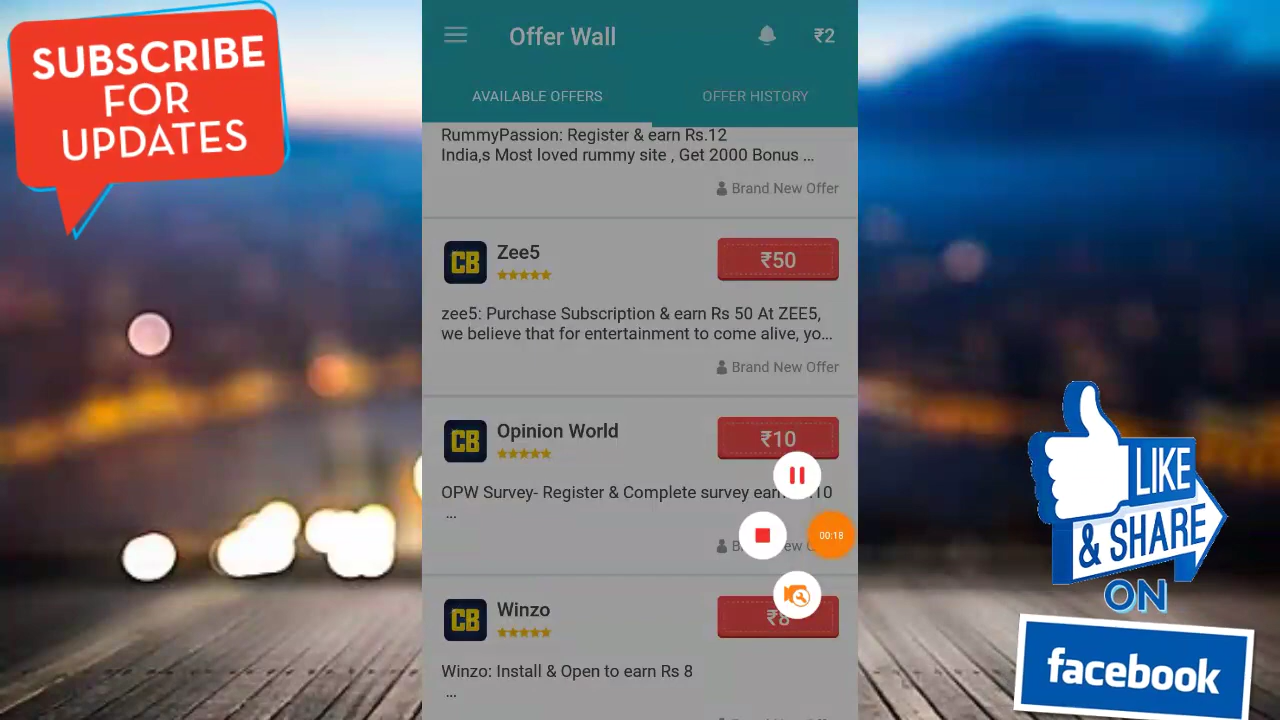 SUBSCRIBE
FOR
UPDATES
Offer Wall
₹2
AVAILABLE OFFERS
OFFER HISTORY
RummyPassion: Register & earn Rs.12
India,s Most loved rummy site , Get 2000 Bonus ...
Brand New Offer
CB
Zee5
₹50
zee5: Purchase Subscription & earn Rs 50 At ZEE5,
we believe that for entertainment to come alive, yo...
Brand New Offer
CB
Opinion World
₹10
OPW Survey- Register & Complete survey
10
...
00:18
CB
Winzo
₹8
Winzo: Install & Open to earn Rs 8
...
LIKE
& SHARE
ON
facebook